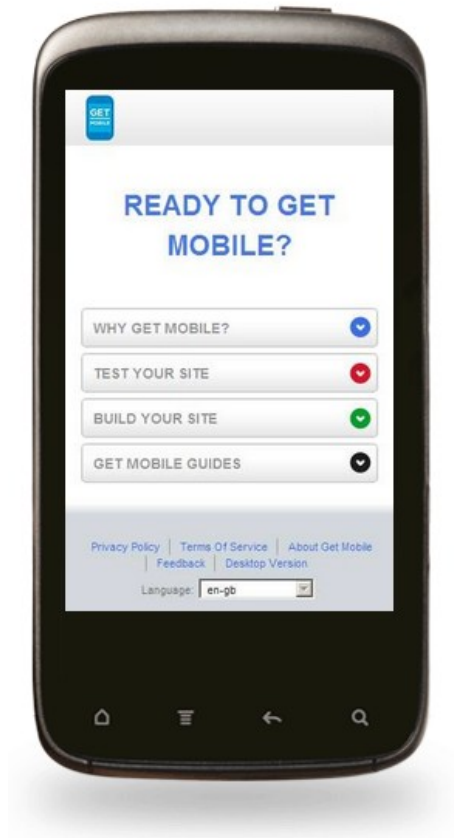 GET
MOBILE
READY TO GET
MOBILE?
WHY GET MOBILE?
TEST YOUR SITE
BUILD YOUR SITE
GET MOBILE GUIDES
Privacy Policy | Terms Of Service | About Get Mobile
| Feedback | Desktop Version
Language: en-gb